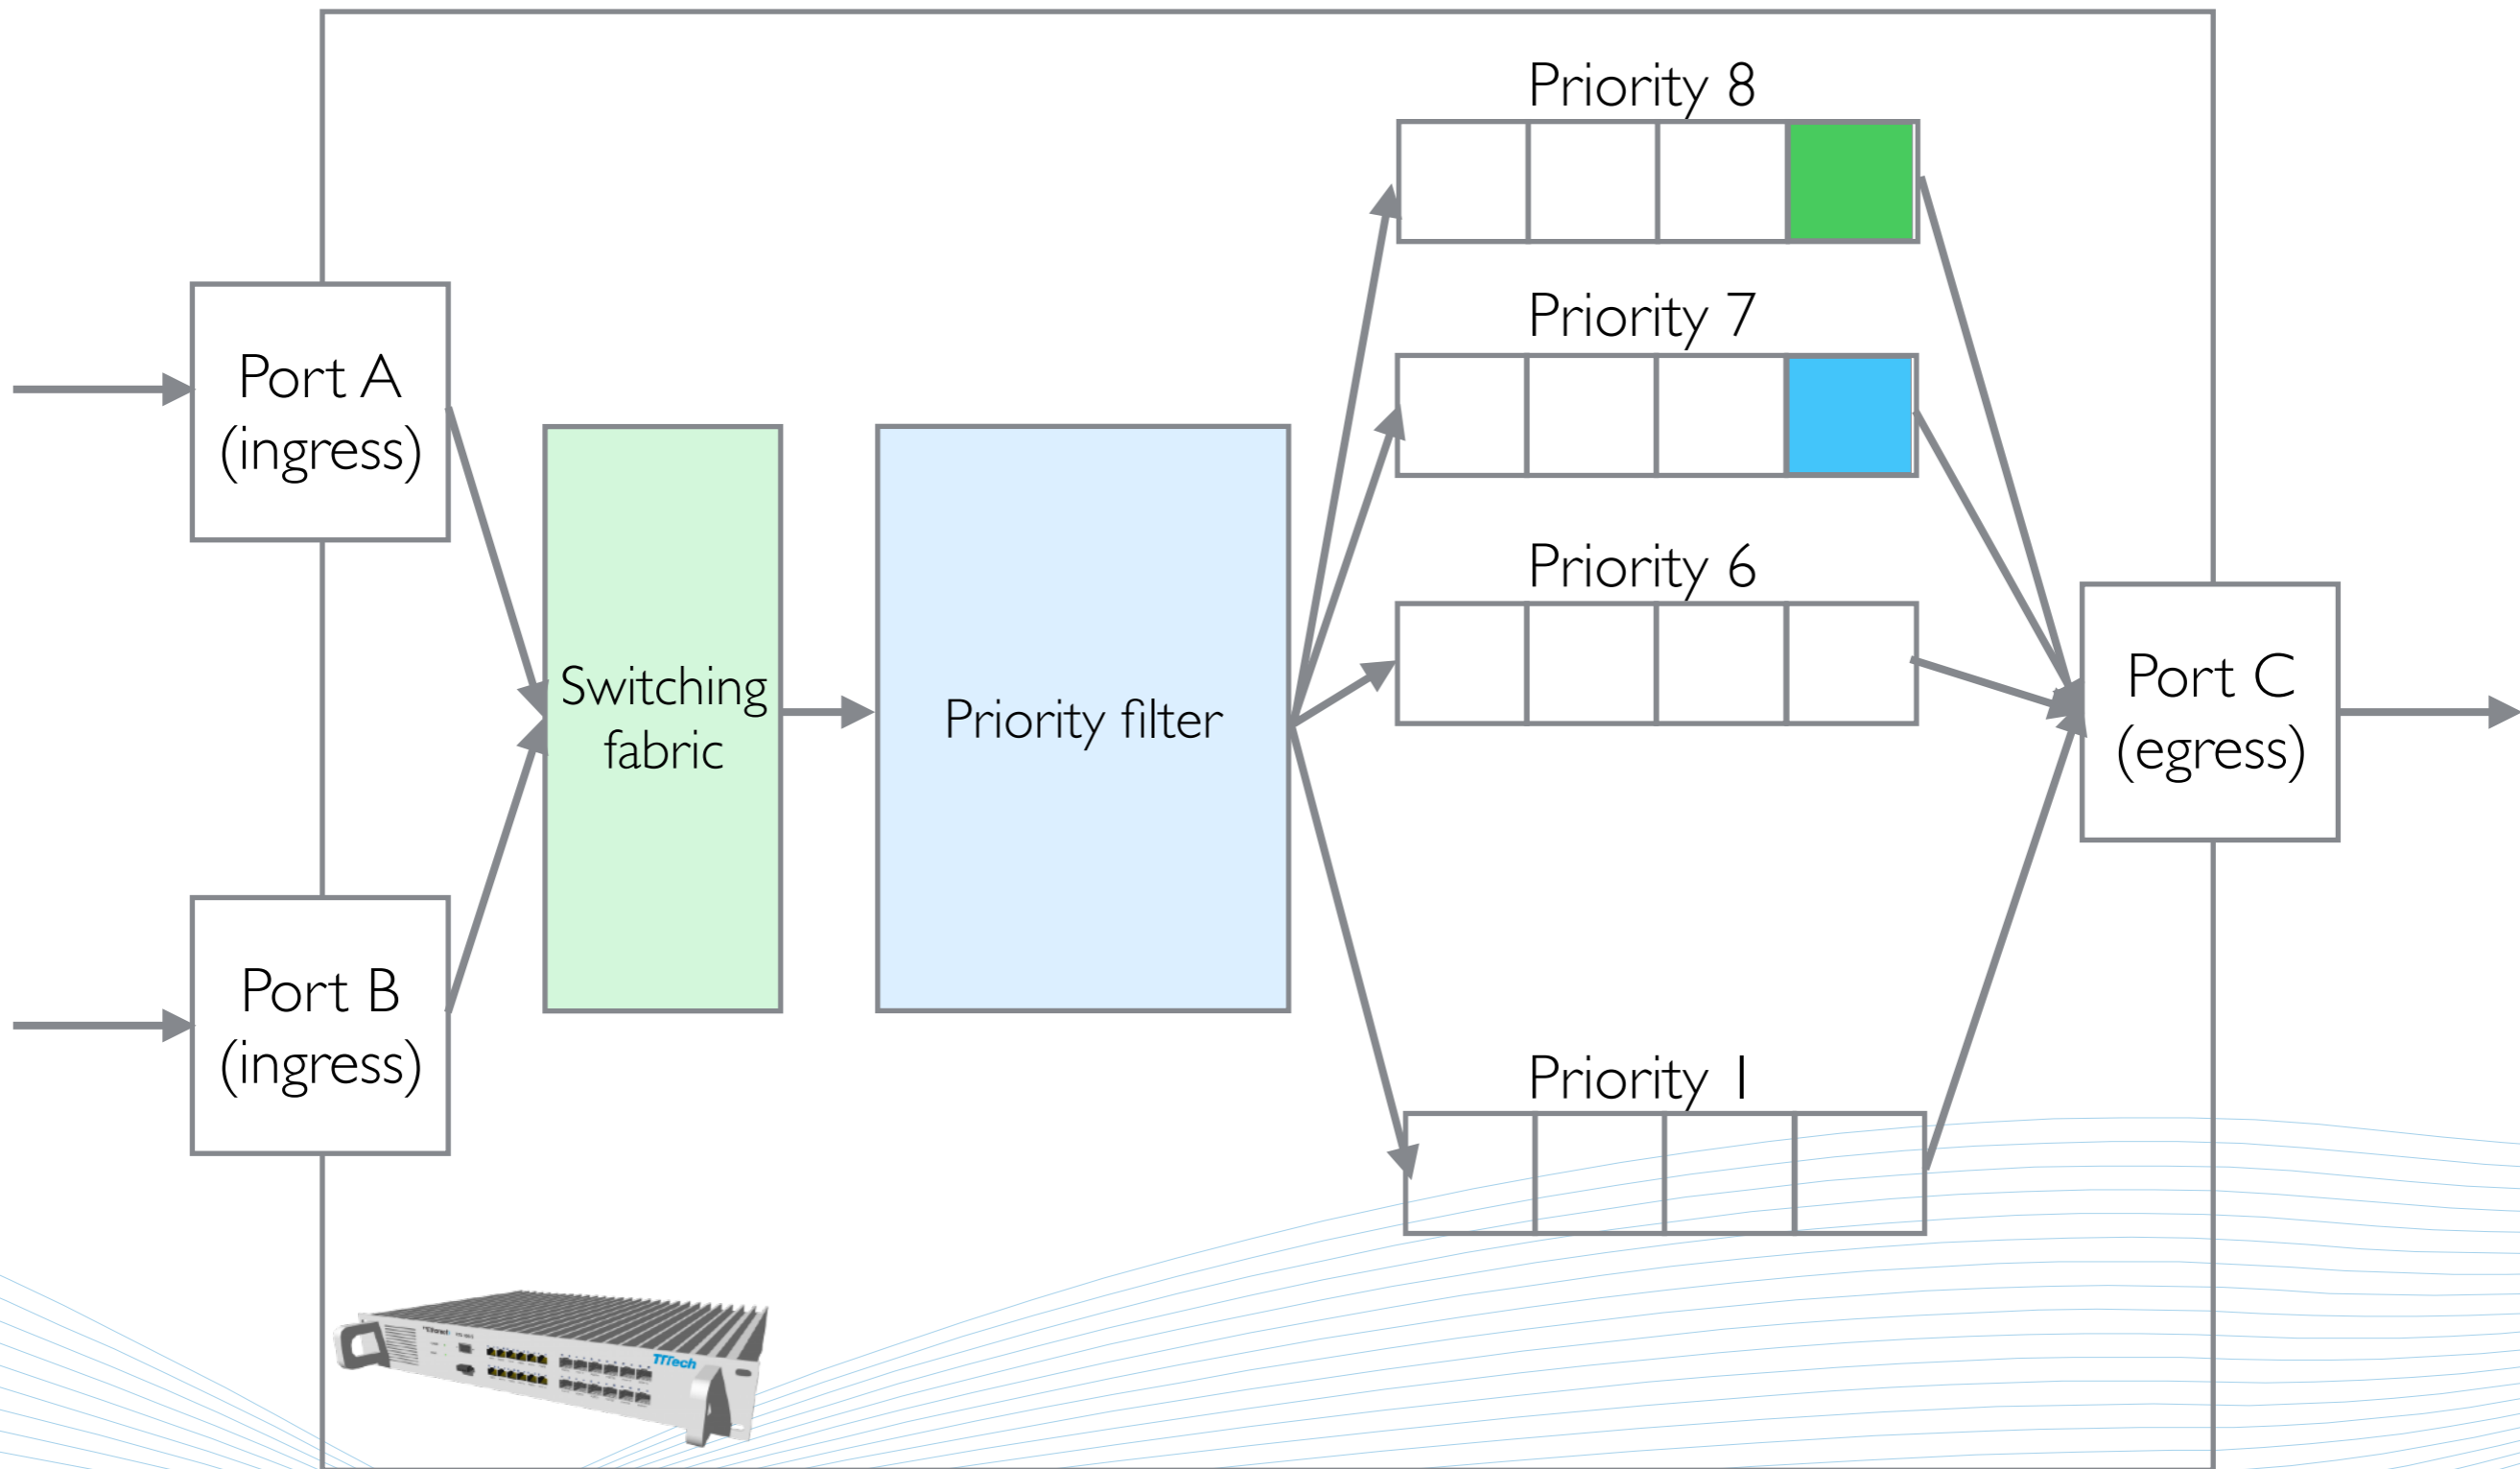 Priority 8
Priority 7
Port A
(ingress)
Priority 6
Switching
fabric
Priority filter
Port C
(egress)
Port B
(ingress)
Priority 1
TTTech